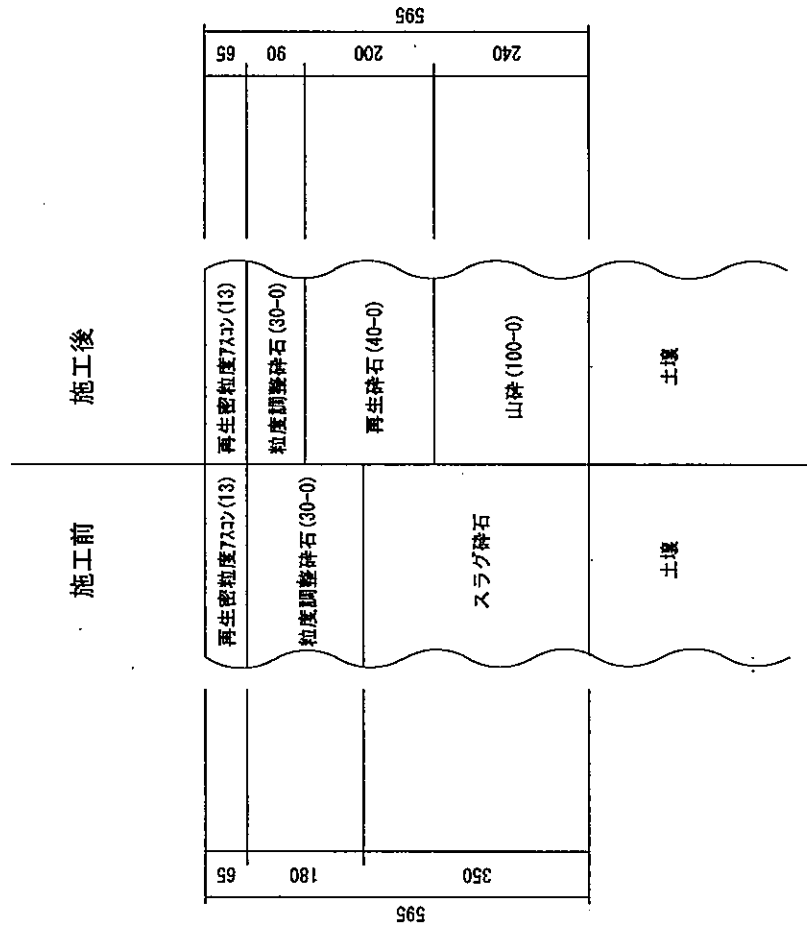 施工前
施工後
再生密粒度アスコン(13)
再生密粒度アスコン(13)
粒度調整砕石(30-0)
粒度調整砕石(30-0)
スラグ砕石
再生砕石(40-0)
山砕(100-0)
土壌
土壌
65
180
350
595
65
90
200
240
595